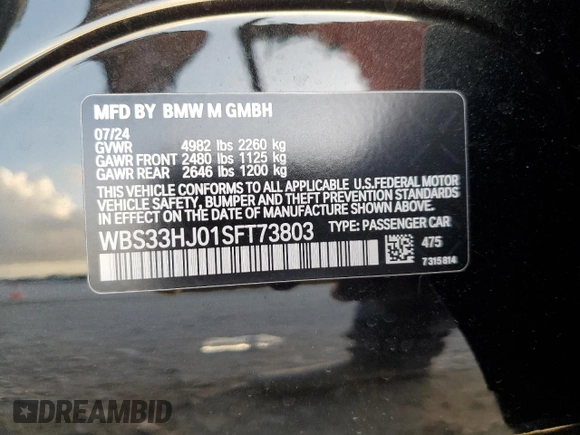 MFD BY BMW M GMBH
07/24
GVWR 4982 lbs 2260 kg
GAWR FRONT 2480 lbs 1125 kg
GAWR REAR 2646 lbs 1200 kg
THIS VEHICLE CONFORMS TO ALL APPLICABLE U.S.FEDERAL MOTOR
VEHICLE SAFETY, BUMPER AND THEFT PREVENTION STANDARDS
IN EFFECT ON THE DATE OF MANUFACTURE SHOWN ABOVE.
WBS33HJ01SFT73803 TYPE: PASSENGER CAR
475
7315814
DREAMBID